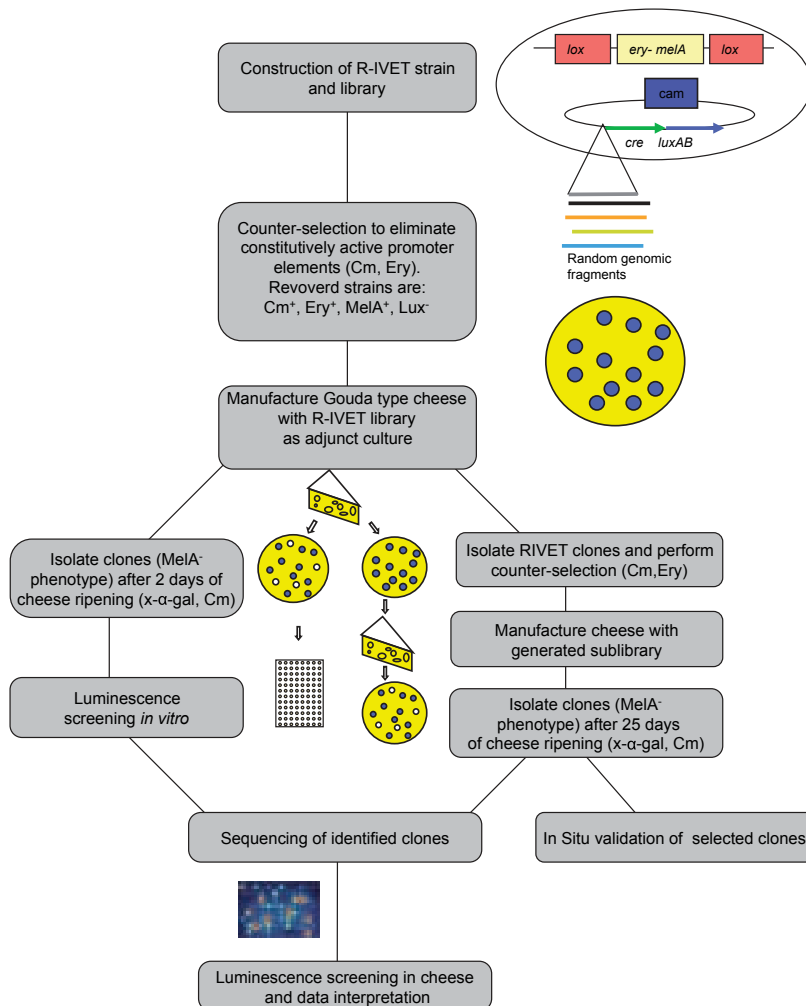 Construction of R-IVET strain
and library
lox
ery- melA
lox
cam
cre
luxAB
Random genomic
fragments
Counter-selection to eliminate
constitutively active promoter
elements (Cm, Ery).
Revoverd strains are:
Cm⁺, Ery⁺, MelA⁺, Lux⁻
Manufacture Gouda type cheese
with R-IVET library
as adjunct culture
Isolate clones (MelA⁻
phenotype) after 2 days of
cheese ripening (x-α-gal, Cm)
Luminescence
screening in vitro
Isolate RIVET clones and perform
counter-selection (Cm,Ery)
Manufacture cheese with
generated sublibrary
Isolate clones (MelA⁻
phenotype) after 25 days
of cheese ripening (x-α-gal, Cm)
Sequencing of identified clones
In Situ validation of selected clones
Luminescence screening in cheese
and data interpretation